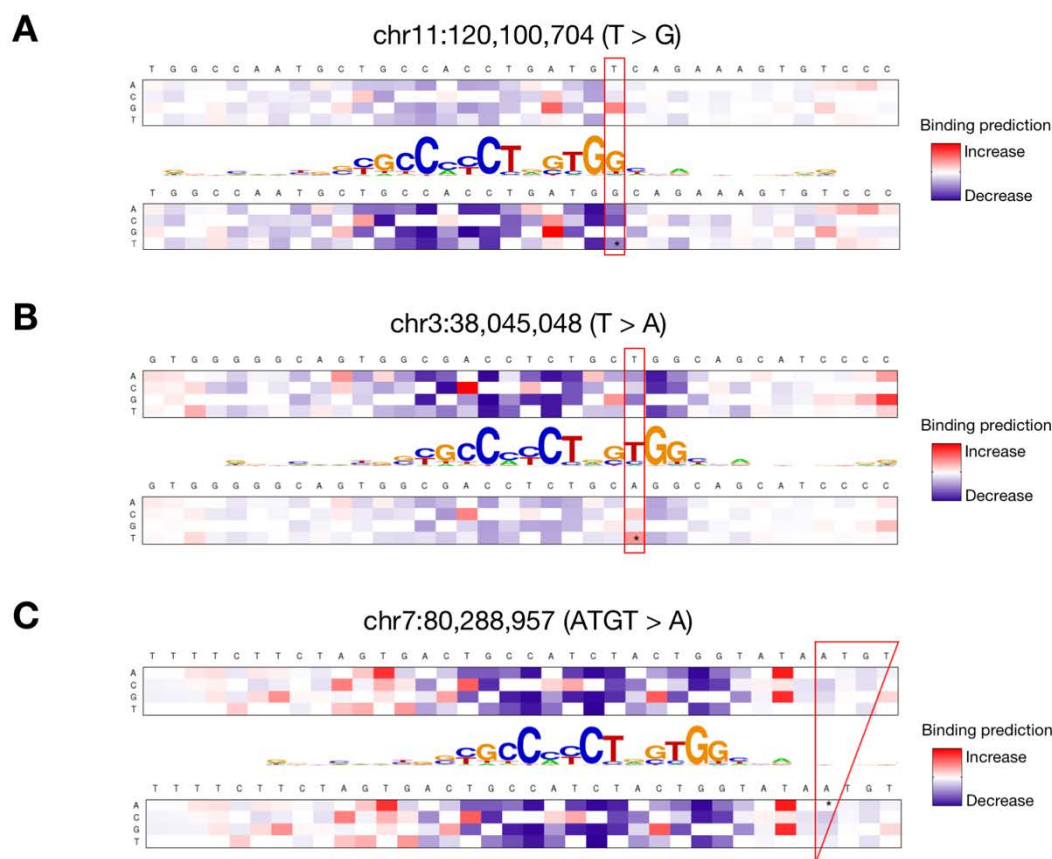 A
chr11:120,100,704 (T > G)
T G G C C A A T G C T G C C A C C T G A T G T C A G A A A G T G T C C C
A
C
G
T
Binding prediction
Increase
Decrease
T G G C C A A T G C T G C C A C C T G A T G G C A G A A A G T G T C C C
A
C
G
T
*
B
chr3:38,045,048 (T > A)
G T G G G G G C A G T G G C G A C C T C T G C T G G C A G C A T C C C C
A
C
G
T
Binding prediction
Increase
Decrease
G T G G G G G C A G T G G C G A C C T C T G C A G G C A G C A T C C C C
A
C
G
T
*
C
chr7:80,288,957 (ATGT > A)
T T T T C T T C T A G T G A C T G C C A T C T A C T G G T A T A A T G T
A
C
G
T
Binding prediction
Increase
Decrease
T T T T C T T C T A G T G A C T G C C A T C T A C T G G T A T A A T G T
A
C
G
T
*